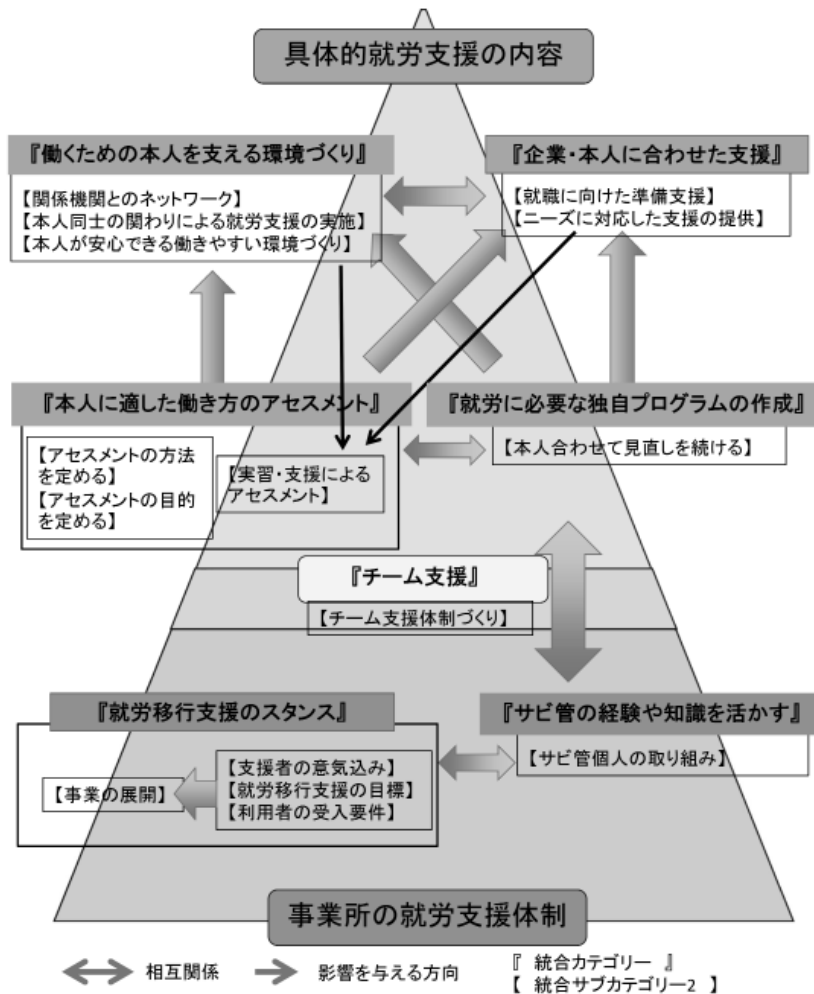 具体的就労支援の内容
『働くための本人を支える環境づくり』
【関係機関とのネットワーク】
【本人同士の関わりによる就労支援の実施】
【本人が安心できる働きやすい環境づくり】
『企業・本人に合わせた支援』
【就職に向けた準備支援】
【ニーズに対応した支援の提供】
『本人に適した働き方のアセスメント』
【アセスメントの方法
を定める】
【アセスメントの目的
を定める】
【実習・支援による
アセスメント】
『就労に必要な独自プログラムの作成』
【本人合わせて見直しを続ける】
『チーム支援』
【チーム支援体制づくり】
『就労移行支援のスタンス』
【事業の展開】
【支援者の意気込み】
【就労移行支援の目標】
【利用者の受入要件】
『サビ管の経験や知識を活かす』
【サビ管個人の取り組み】
事業所の就労支援体制
相互関係
影響を与える方向
『 統合カテゴリー 』
【 統合サブカテゴリー2 】